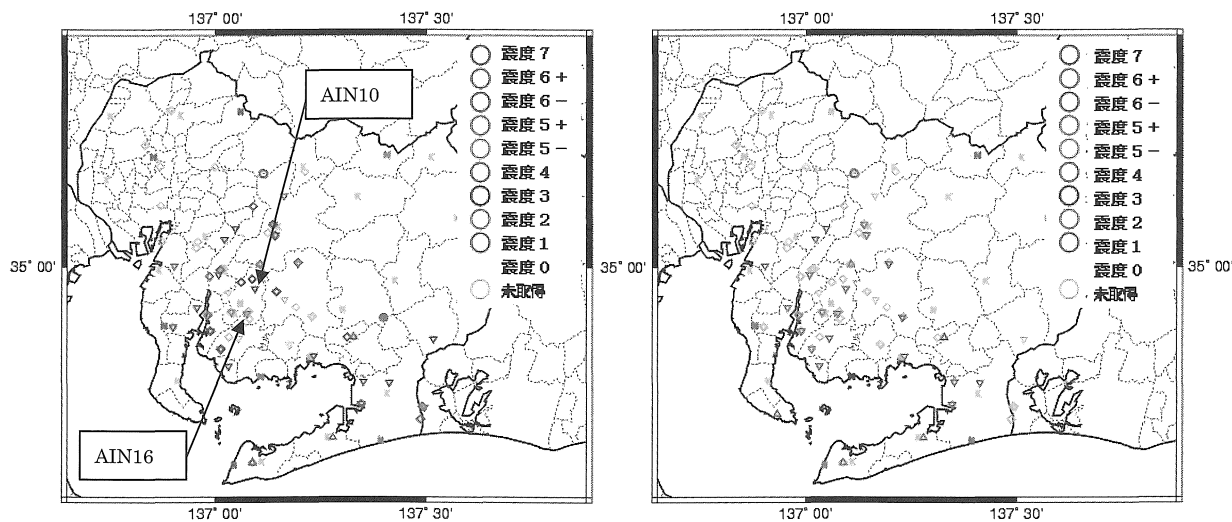 137° 00'
137° 30'
震度 7
震度 6 +
震度 6 −
震度 5 +
震度 5 −
震度 4
震度 3
震度 2
震度 1
震度 0
未取得
AIN10
AIN16
35° 00'
137° 00'
137° 30'
137° 00'
137° 30'
震度 7
震度 6 +
震度 6 −
震度 5 +
震度 5 −
震度 4
震度 3
震度 2
震度 1
震度 0
未取得
35° 00'
137° 00'
137° 30'